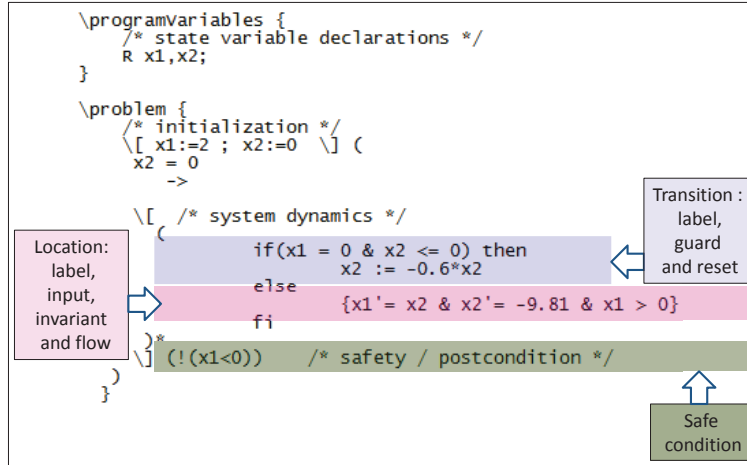 \programVariables {
/* state variable declarations */
R x1,x2;
}
\problem {
/* initialization */
\[ x1:=2 ; x2:=0 \] (
x2 = 0
->
\[ /* system dynamics */
(
if(x1 = 0 & x2 <= 0) then
x2 := -0.6*x2
else
{x1'= x2 & x2'= -9.81 & x1 > 0}
fi
)*
\] (!(x1<0)) /* safety / postcondition */
)
}
Transition :
label,
guard
and reset
Location:
label,
input,
invariant
and flow
Safe
condition